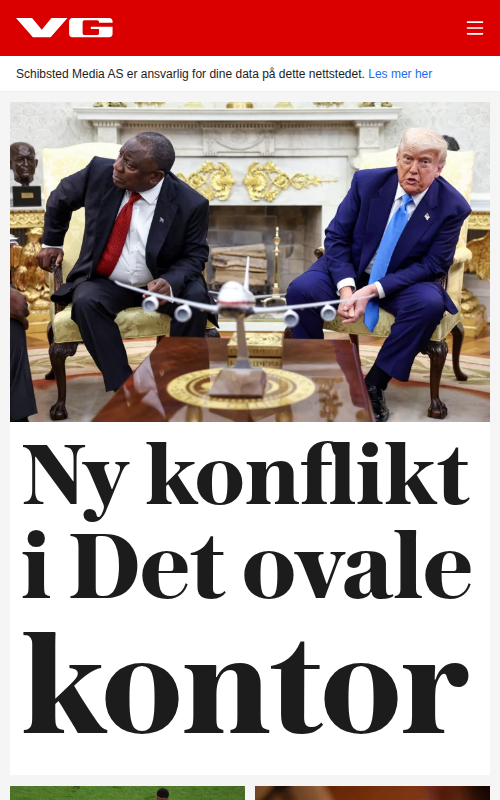 VG
Schibsted Media AS er ansvarlig for dine data på dette nettstedet. Les mer her
Ny konflikt
i Det ovale
kontor